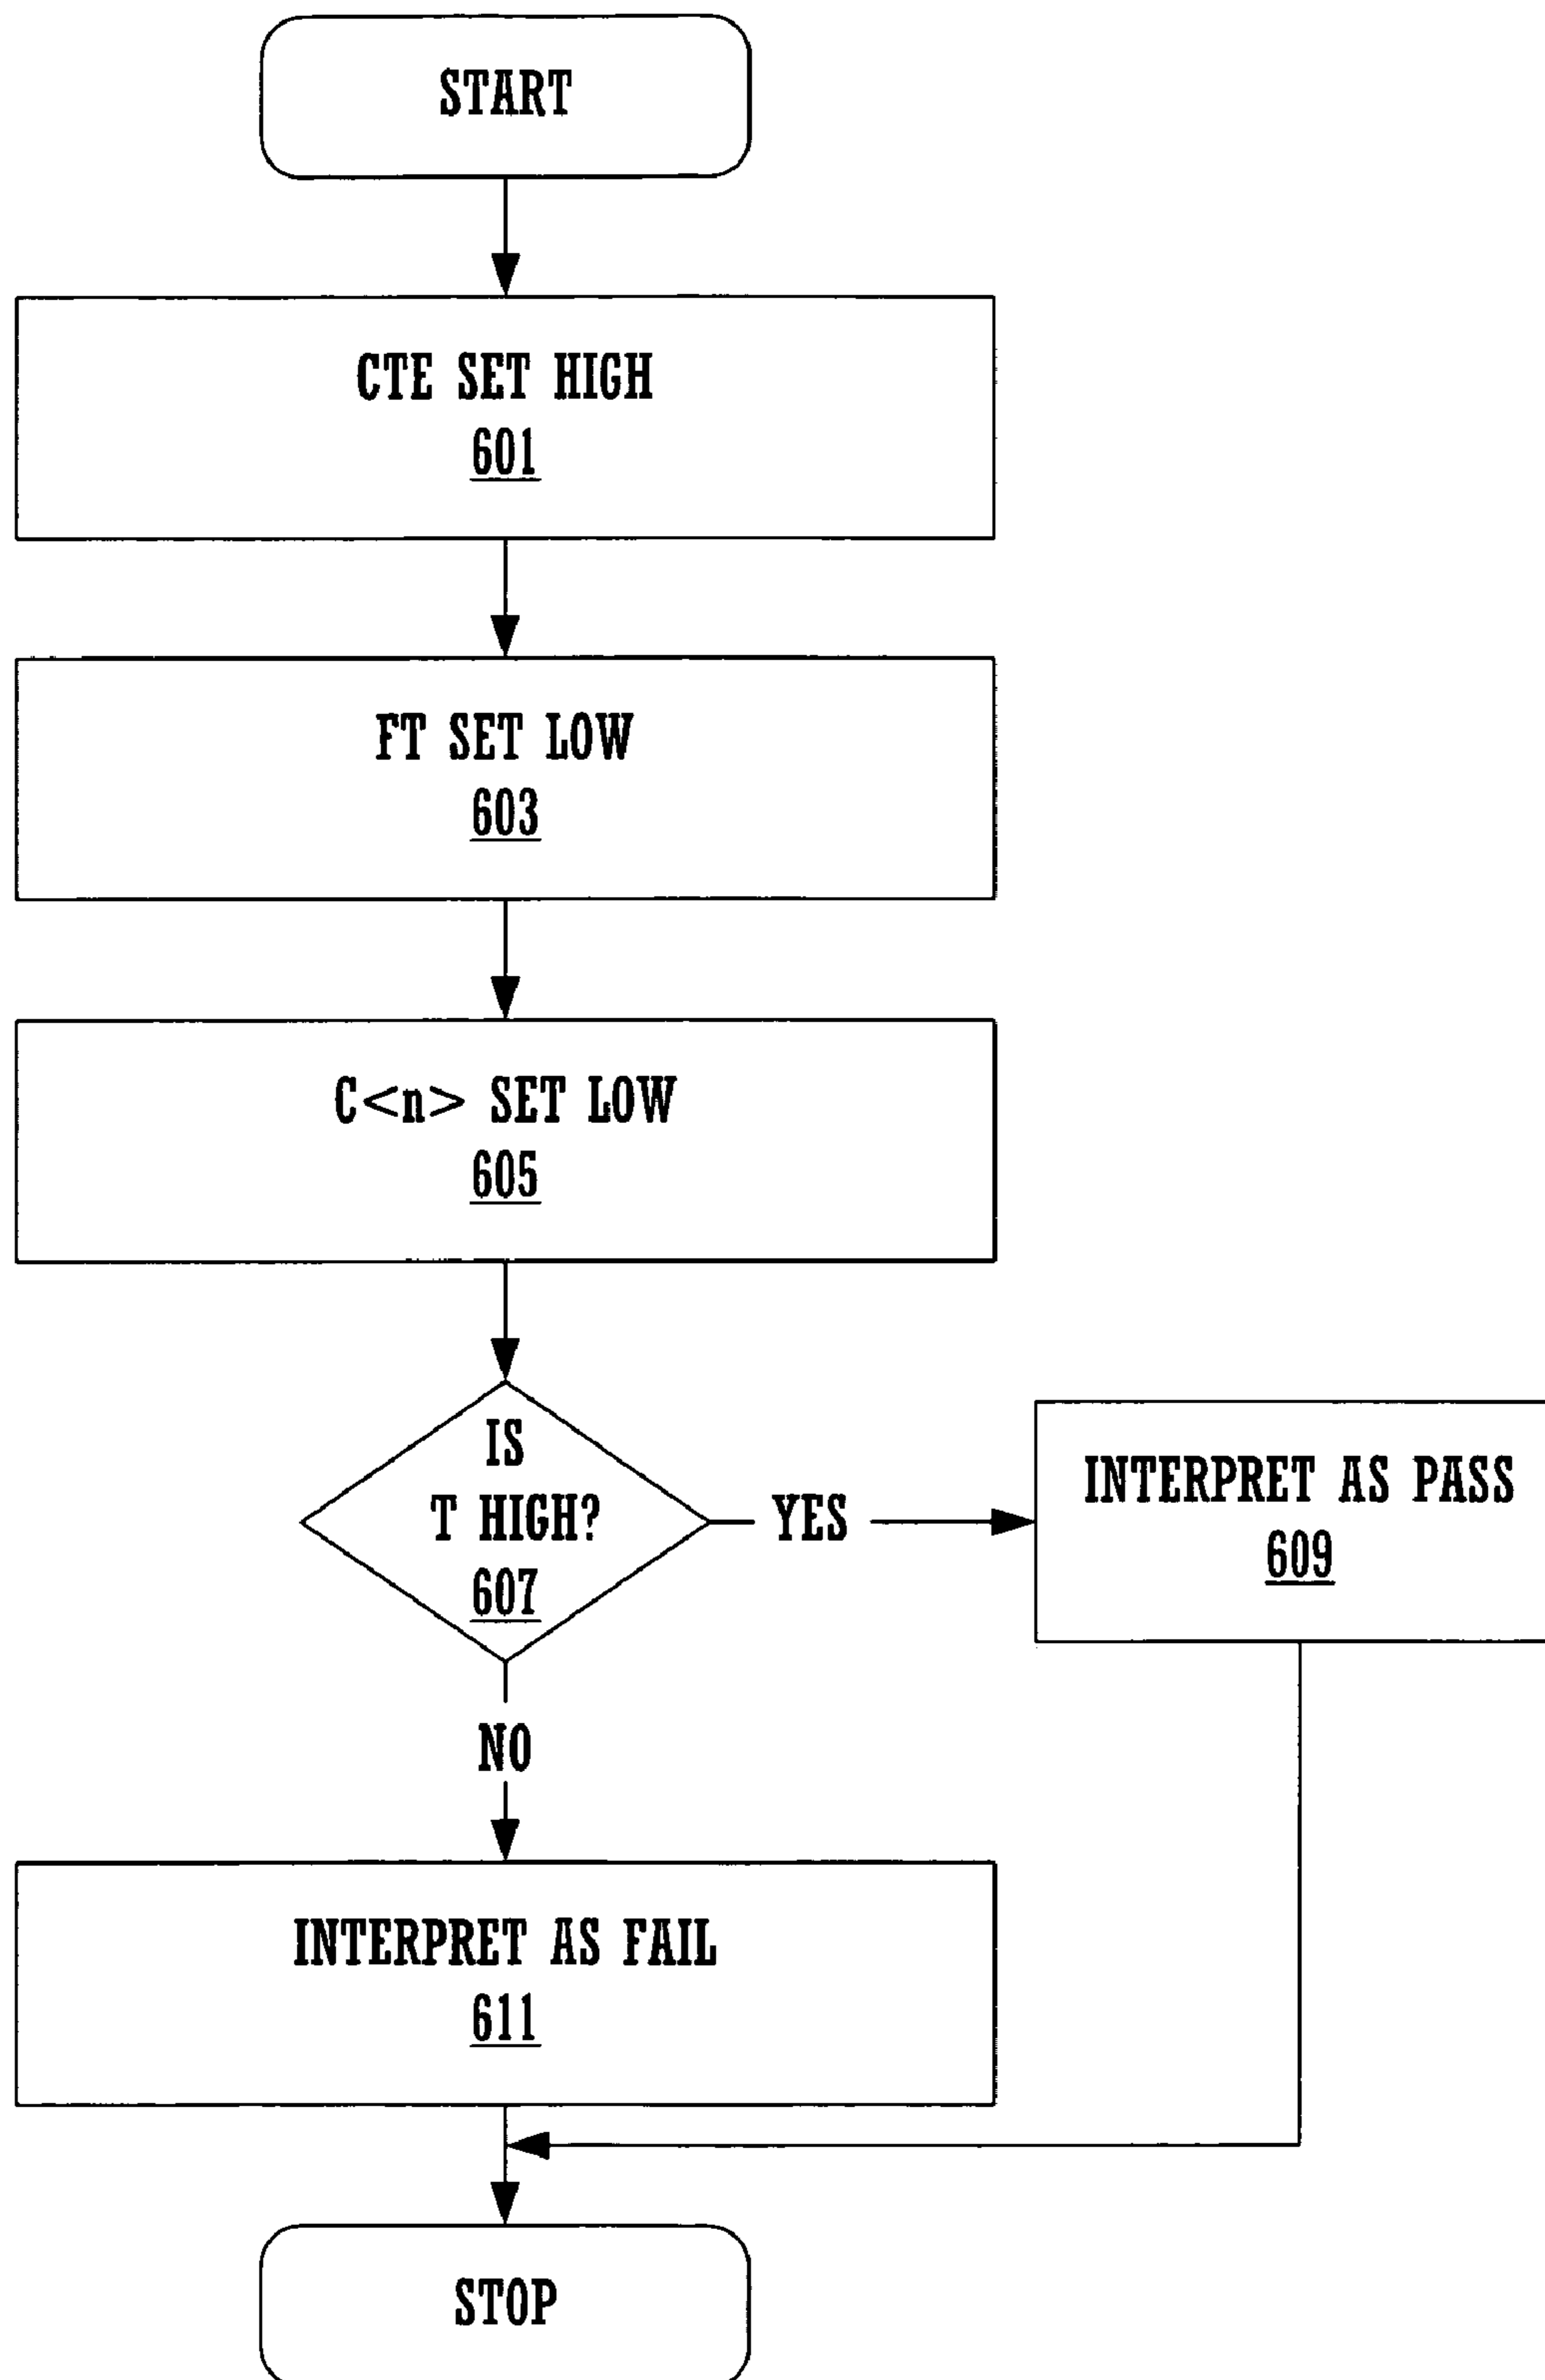 START
CTE SET HIGH
601
FT SET LOW
603
C<n> SET LOW
605
IS
T HIGH?
607
YES
INTERPRET AS PASS
609
NO
INTERPRET AS FAIL
611
STOP